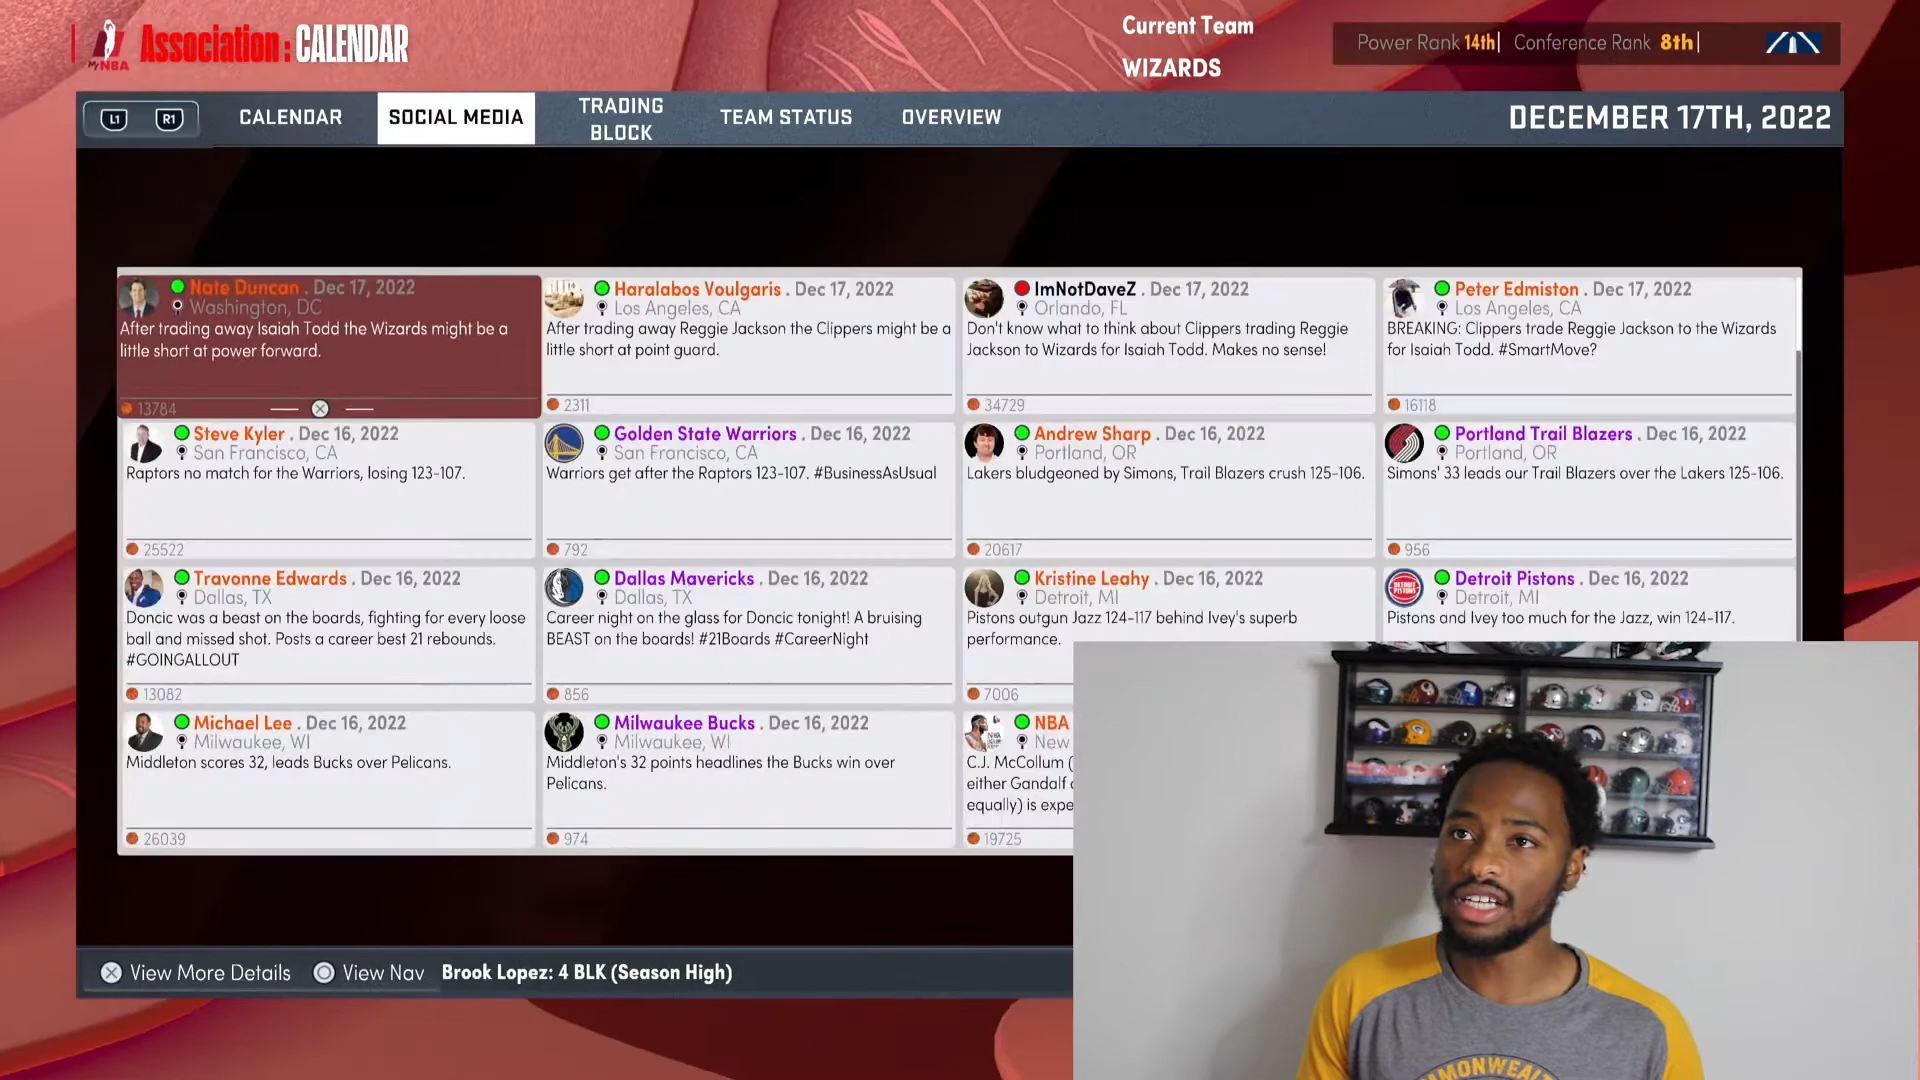 MyNBA
Association: CALENDAR
Current Team
WIZARDS
Power Rank 14th| Conference Rank 8th|
L1 R1 CALENDAR SOCIAL MEDIA TRADING BLOCK TEAM STATUS OVERVIEW DECEMBER 17TH, 2022
Nate Duncan . Dec 17, 2022
Washington, DC
After trading away Isaiah Todd the Wizards might be a
little short at power forward.
13784
Haralabos Voulgaris . Dec 17, 2022
Los Angeles, CA
After trading away Reggie Jackson the Clippers might be a
little short at point guard.
2311
ImNotDaveZ . Dec 17, 2022
Orlando, FL
Don't know what to think about Clippers trading Reggie
Jackson to Wizards for Isaiah Todd. Makes no sense!
34729
Peter Edmiston . Dec 17, 2022
Los Angeles, CA
BREAKING: Clippers trade Reggie Jackson to the Wizards
for Isaiah Todd. #SmartMove?
16118
Steve Kyler . Dec 16, 2022
San Francisco, CA
Raptors no match for the Warriors, losing 123-107.
25522
Golden State Warriors . Dec 16, 2022
San Francisco, CA
Warriors get after the Raptors 123-107. #BusinessAsUsual
792
Andrew Sharp . Dec 16, 2022
Portland, OR
Lakers bludgeoned by Simons, Trail Blazers crush 125-106.
20617
Portland Trail Blazers . Dec 16, 2022
Portland, OR
Simons' 33 leads our Trail Blazers over the Lakers 125-106.
956
Travonne Edwards . Dec 16, 2022
Dallas, TX
Doncic was a beast on the boards, fighting for every loose
ball and missed shot. Posts a career best 21 rebounds.
#GOINGALLOUT
13082
Dallas Mavericks . Dec 16, 2022
Dallas, TX
Career night on the glass for Doncic tonight! A bruising
BEAST on the boards! #21Boards #CareerNight
856
Kristine Leahy . Dec 16, 2022
Detroit, MI
Pistons outgun Jazz 124-117 behind Ivey's superb
performance.
7006
Detroit Pistons . Dec 16, 2022
Detroit, MI
Pistons and Ivey too much for the Jazz, win 124-117.
Michael Lee . Dec 16, 2022
Milwaukee, WI
Middleton scores 32, leads Bucks over Pelicans.
26039
Milwaukee Bucks . Dec 16, 2022
Milwaukee, WI
Middleton's 32 points headlines the Bucks win over
Pelicans.
974
NBA
New
C.J. McCollum (
either Gandalf
equally) is expe
19725
View More Details View Nav Brook Lopez: 4 BLK (Season High)